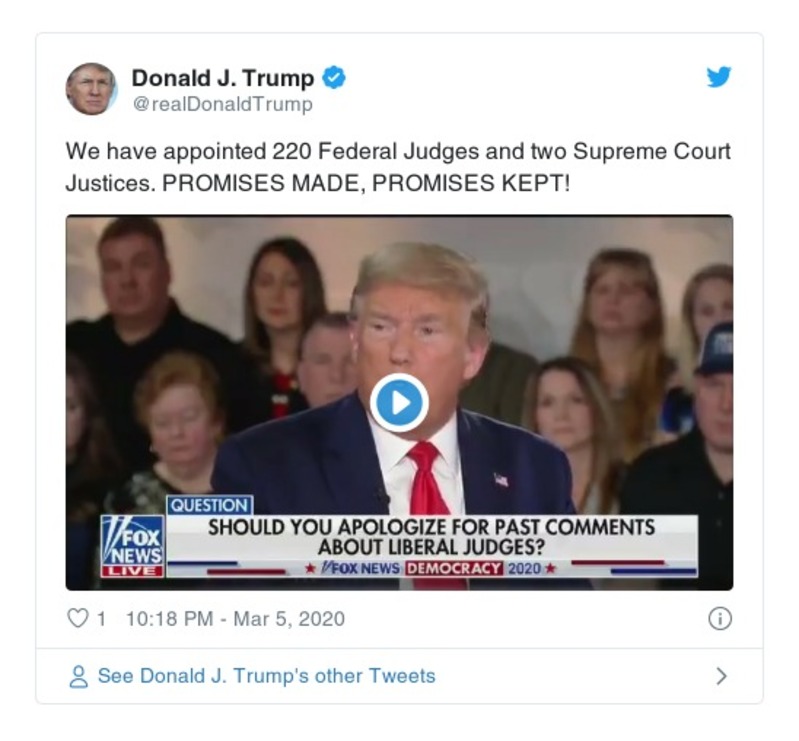 Donald J. Trump
@realDonaldTrump
We have appointed 220 Federal Judges and two Supreme Court
Justices. PROMISES MADE, PROMISES KEPT!
QUESTION
SHOULD YOU APOLOGIZE FOR PAST COMMENTS
ABOUT LIBERAL JUDGES?
FOX
NEWS
LIVE
FOX NEWS DEMOCRACY 2020
1 10:18 PM - Mar 5, 2020
See Donald J. Trump's other Tweets